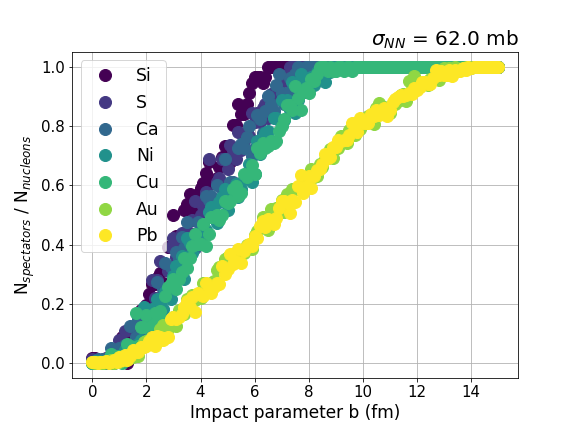 σNN = 62.0 mb
1.0
0.8
0.6
0.4
0.2
0.0
Nspectators / Nnucleons
Si
S
Ca
Ni
Cu
Au
Pb
0 2 4 6 8 10 12 14
Impact parameter b (fm)